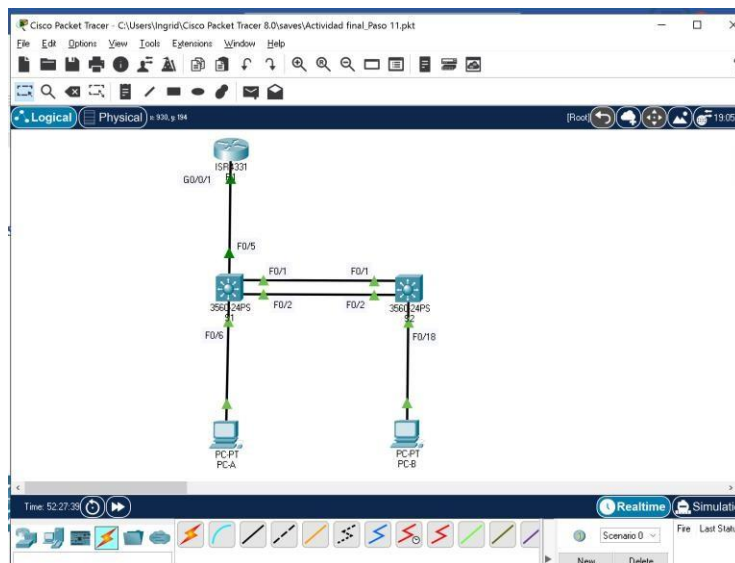 Cisco Packet Tracer - C:\Users\Ingrid\Cisco Packet Tracer 8.0\saves\Actividad final_Paso 11.pkt
File Edit Options View Tools Extensions Window Help
Logical Physical x: 930, y: 194 [Root] 19:05
ISR4331
G0/0/1
F0/5
F0/1 F0/1
3560-24PS 3560-24PS
F0/2 F0/2
S1 S2
F0/6 F0/18
PC-PT PC-PT
PC-A PC-B
Time: 52:27:39 Realtime Simulati
Scenario 0 Fire Last Statu
New Delete